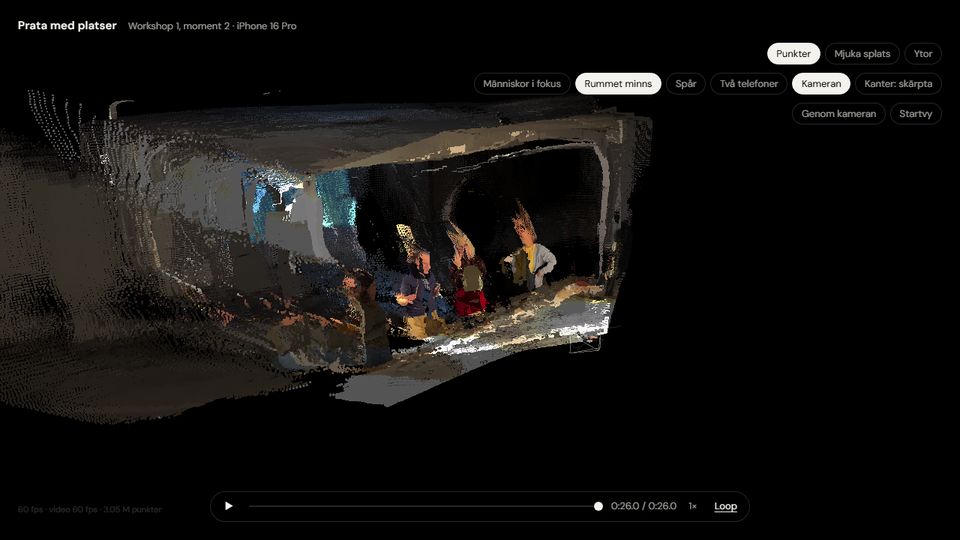 Prata med platser Workshop 1, moment 2 · iPhone 16 Pro
Punkter Mjuka splats Ytor
Människor i fokus Rummet minns Spår Två telefoner Kameran Kanter: skärpta
Genom kameran Startvy
60 fps · video 60 fps · 3.05 M punkter
0:26.0 / 0:26.0 1× Loop